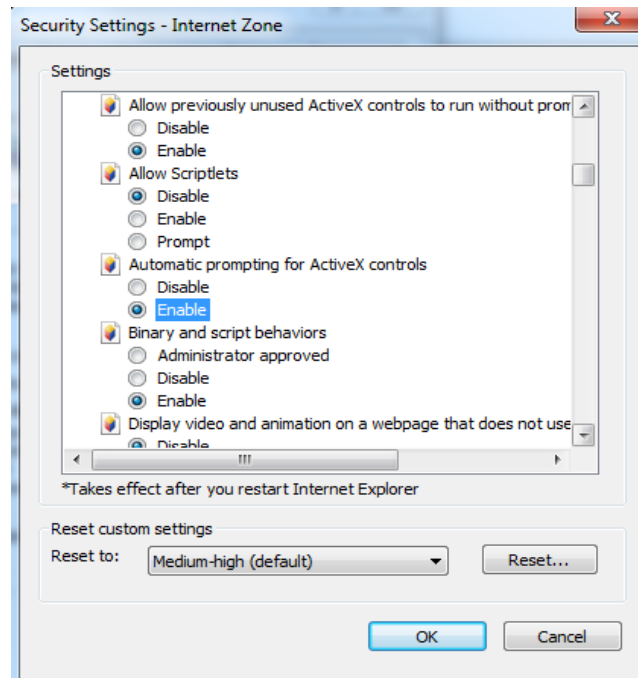 Security Settings - Internet Zone
Settings
Allow previously unused ActiveX controls to run without prom
Disable
Enable
Allow Scriptlets
Disable
Enable
Prompt
Automatic prompting for ActiveX controls
Disable
Enable
Binary and script behaviors
Administrator approved
Disable
Enable
Display video and animation on a webpage that does not use
Disable
*Takes effect after you restart Internet Explorer
Reset custom settings
Reset to:
Medium-high (default)
Reset...
OK
Cancel